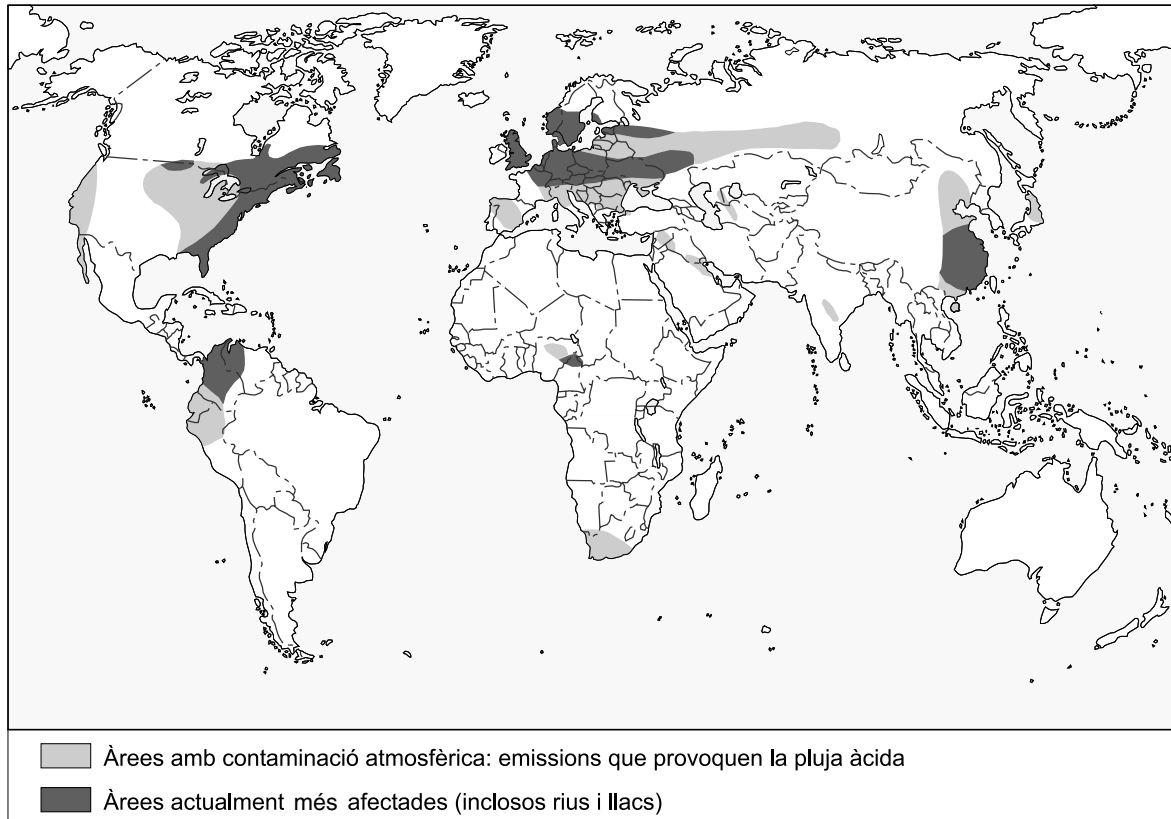 Àrees amb contaminació atmosfèrica: emissions que provoquen la pluja àcida
Àrees actualment més afectades (inclosos rius i llacs)